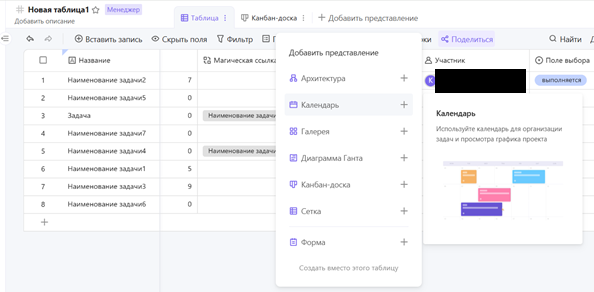 Новая таблица1 Менеджер
Добавить описание
Таблица Канбан-доска Добавить представление
Вставить запись Скрыть поля Фильтр Поделиться Найти
Название Магическая ссылка Участник Поле выбора
1 Наименование задачи2 7 K выполняется
2 Наименование задачи5 0
3 Задача 0 Наименование задачи
4 Наименование задачи7 0
5 Наименование задачи4 0 Наименование задачи
6 Наименование задачи1 5
7 Наименование задачи3 9
8 Наименование задачи6 0
Добавить представление
Архитектура
Календарь
Галерея
Диаграмма Ганта
Канбан-доска
Сетка
Форма
Создать вместо этого таблицу
Календарь
Используйте календарь для организации
задач и просмотра графика проекта